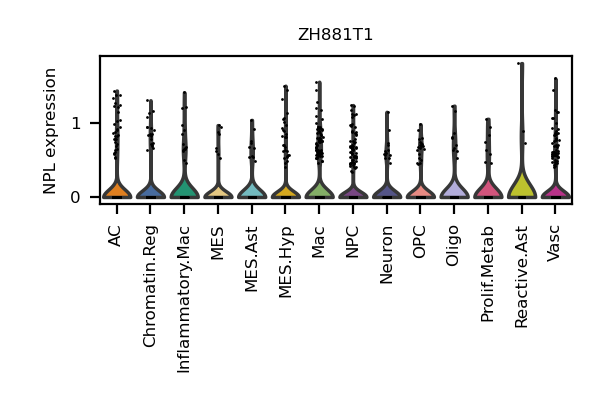 ZH881T1
NPL expression
1
0
AC
Chromatin.Reg
Inflammatory.Mac
MES
MES.Ast
MES.Hyp
Mac
NPC
Neuron
OPC
Oligo
Prolif.Metab
Reactive.Ast
Vasc